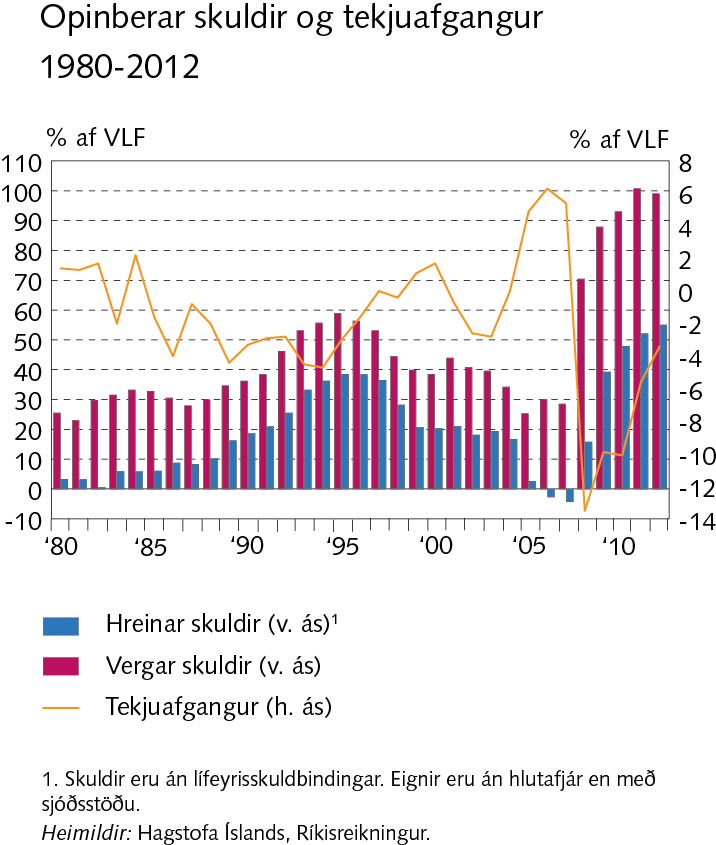 Opinberar skuldir og tekjuafgangur
1980-2012
% af VLF % af VLF
110 8
100 6
90 4
80 2
70 0
60 -2
50 -4
40 -6
30 -8
20 -10
10 -12
0 -14
-10
‘80 ‘85 ‘90 ‘95 ‘00 ‘05 ‘10
Hreinar skuldir (v. ás)¹
Vergar skuldir (v. ás)
Tekjuafgangur (h. ás)
1. Skuldir eru án lífeyrisskuldbindingar. Eignir eru án hlutafjár en með
sjóðsstöðu.
Heimildir: Hagstofa Íslands, Ríkisreikningur.